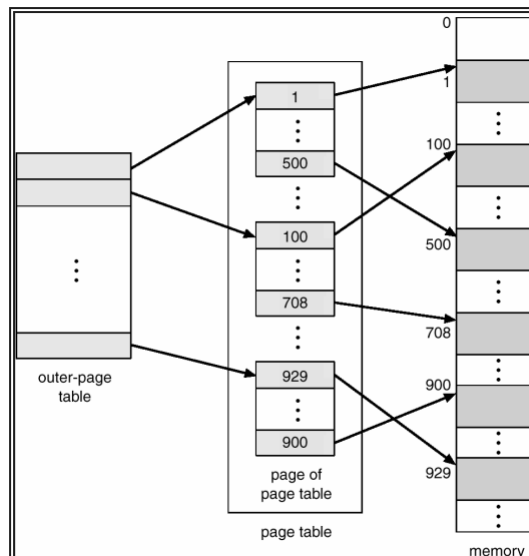 1
500
100
708
929
900
outer-page
table
page of
page table
page table
0
1
100
500
708
900
929
memory